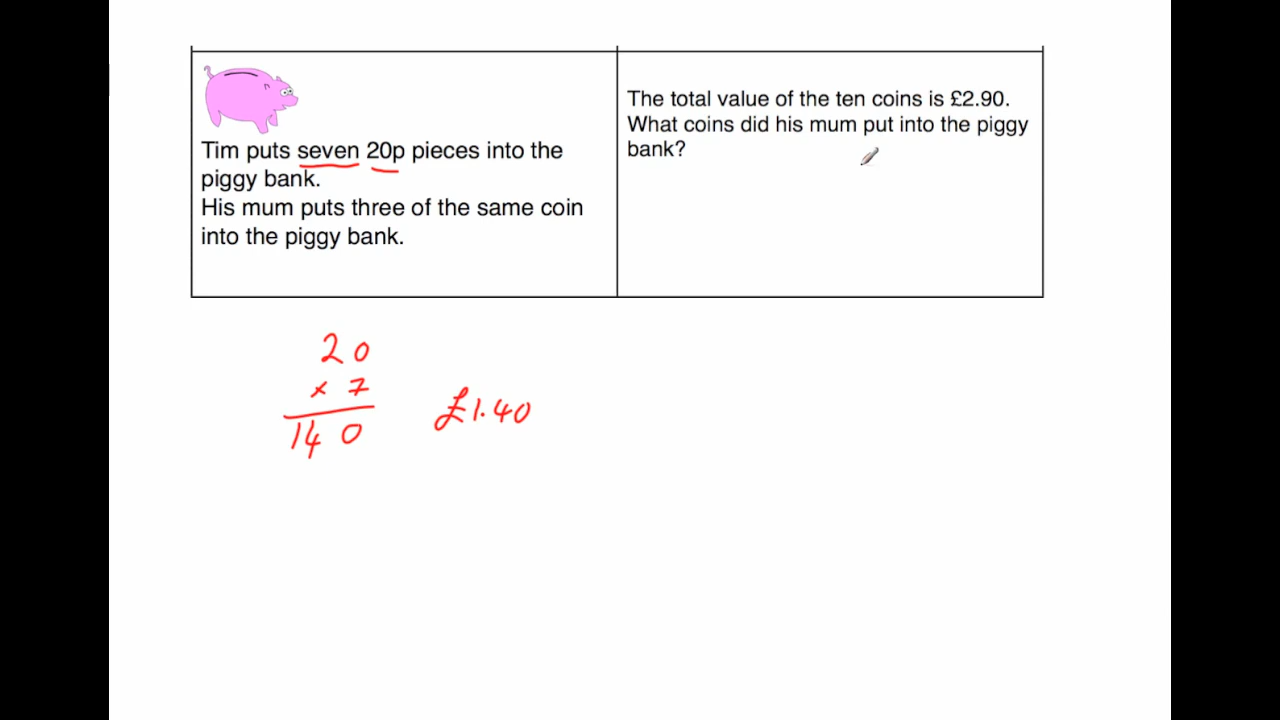 Tim puts seven 20p pieces into the
piggy bank.
His mum puts three of the same coin
into the piggy bank.
The total value of the ten coins is £2.90.
What coins did his mum put into the piggy
bank?
20
× 7
140
£1.40